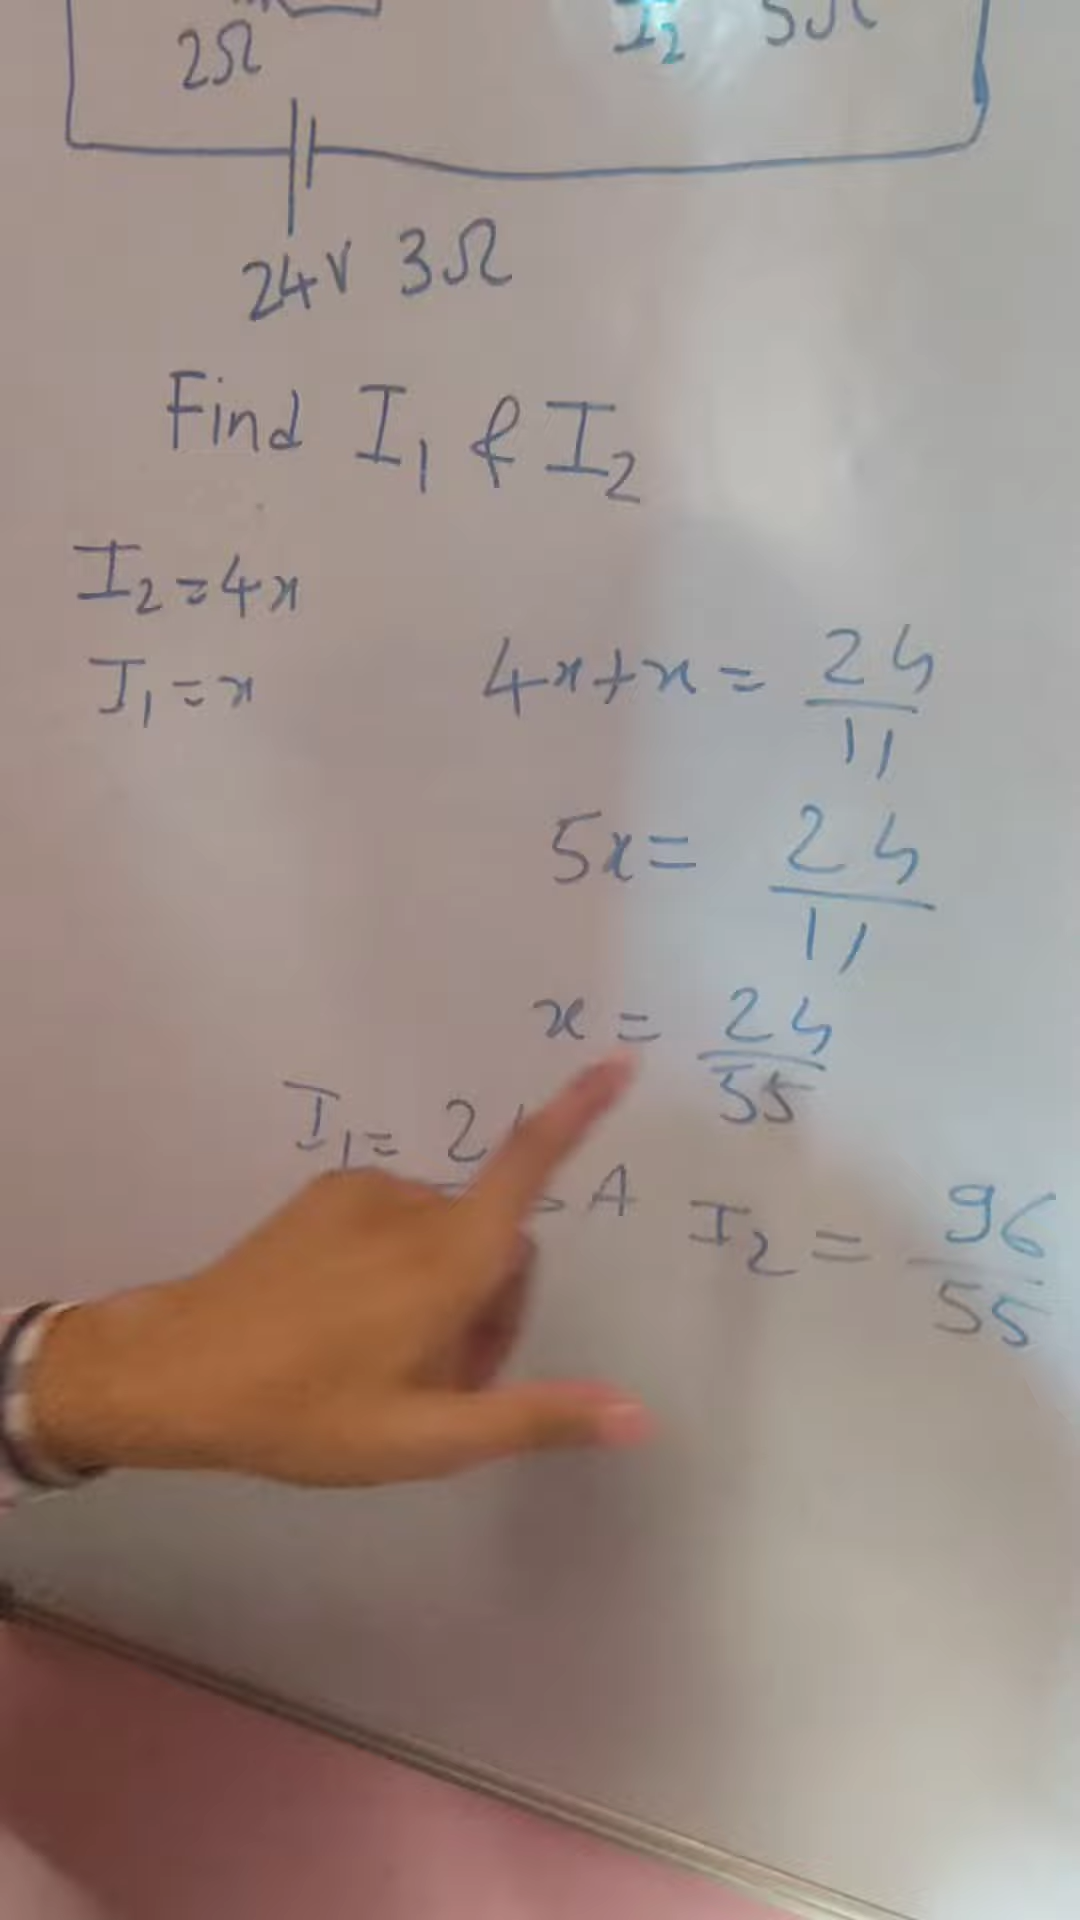 2Ω
I₂ 5Ω
24V 3Ω
Find I₁ & I₂
I₂ = 4x
I₁ = x
4x + x = 24/11
5x = 24/11
x = 24/55
I₁ = 2 A
I₂ = 96/55